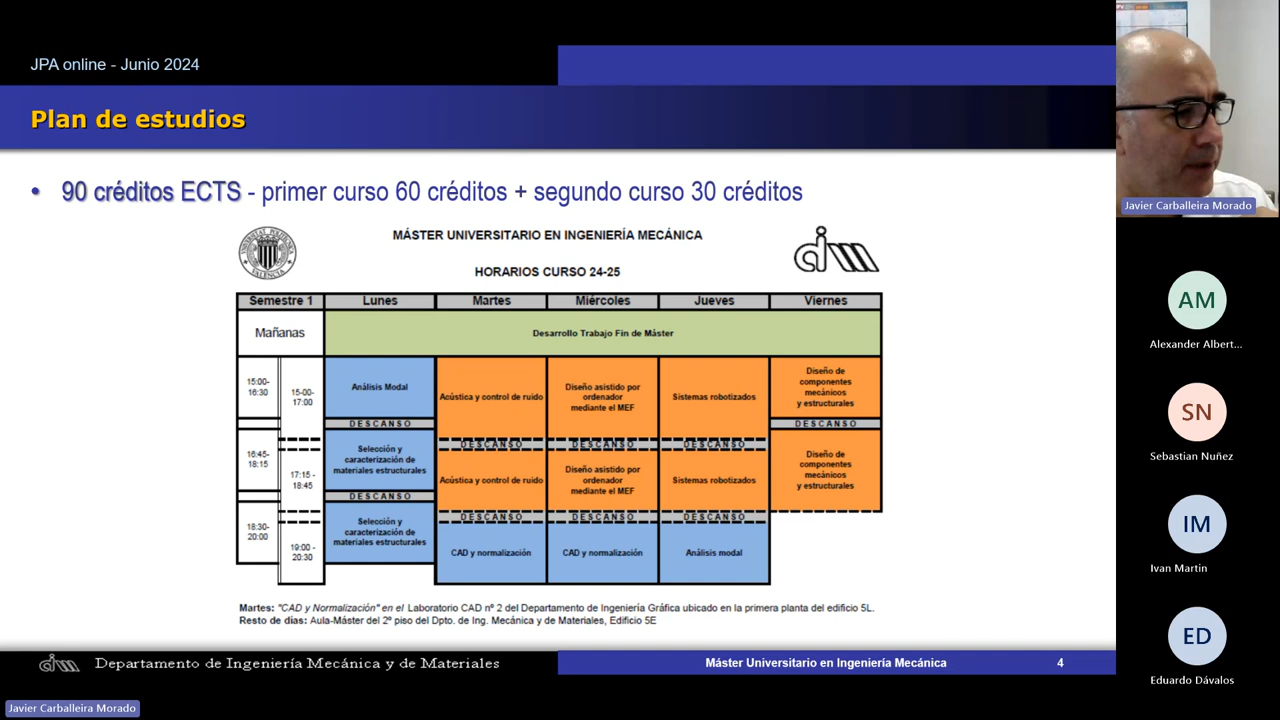 JPA online - Junio 2024
Plan de estudios
• 90 créditos ECTS - primer curso 60 créditos + segundo curso 30 créditos
MÁSTER UNIVERSITARIO EN INGENIERÍA MECÁNICA
HORARIOS CURSO 24-25
Semestre 1 Lunes Martes Miércoles Jueves Viernes
Mañanas
Desarrollo Trabajo Fin de Máster
15:00-
16:30
15-00-
17:00
Análisis Modal
Acústica y control de ruido
Diseño asistido por
ordenador
mediante el MEF
Sistemas robotizados
Diseño de
componentes
mecánicos
y estructurales
DESCANSO
DESCANSO
DESCANSO
DESCANSO
DESCANSO
16:45-
18:15
17:15 -
18:45
Selección y
caracterización de
materiales estructurales
Acústica y control de ruido
Diseño asistido por
ordenador
mediante el MEF
Sistemas robotizados
Diseño de
componentes
mecánicos
y estructurales
DESCANSO
DESCANSO
DESCANSO
DESCANSO
18:30-
20:00
19:00 -
20:30
Selección y
caracterización de
materiales estructurales
CAD y normalización
CAD y normalización
Análisis modal
Martes: "CAD y Normalización" en el Laboratorio CAD nº 2 del Departamento de Ingeniería Gráfica ubicado en la primera planta del edificio 5L.
Resto de días: Aula-Máster del 2º piso del Dpto. de Ing. Mecánica y de Materiales, Edificio 5E
Departamento de Ingeniería Mecánica y de Materiales
Máster Universitario en Ingeniería Mecánica
4
Javier Carballeira Morado
Javier Carballeira Morado
AM
Alexander Albert...
SN
Sebastian Nuñez
IM
Ivan Martin
ED
Eduardo Dávalos